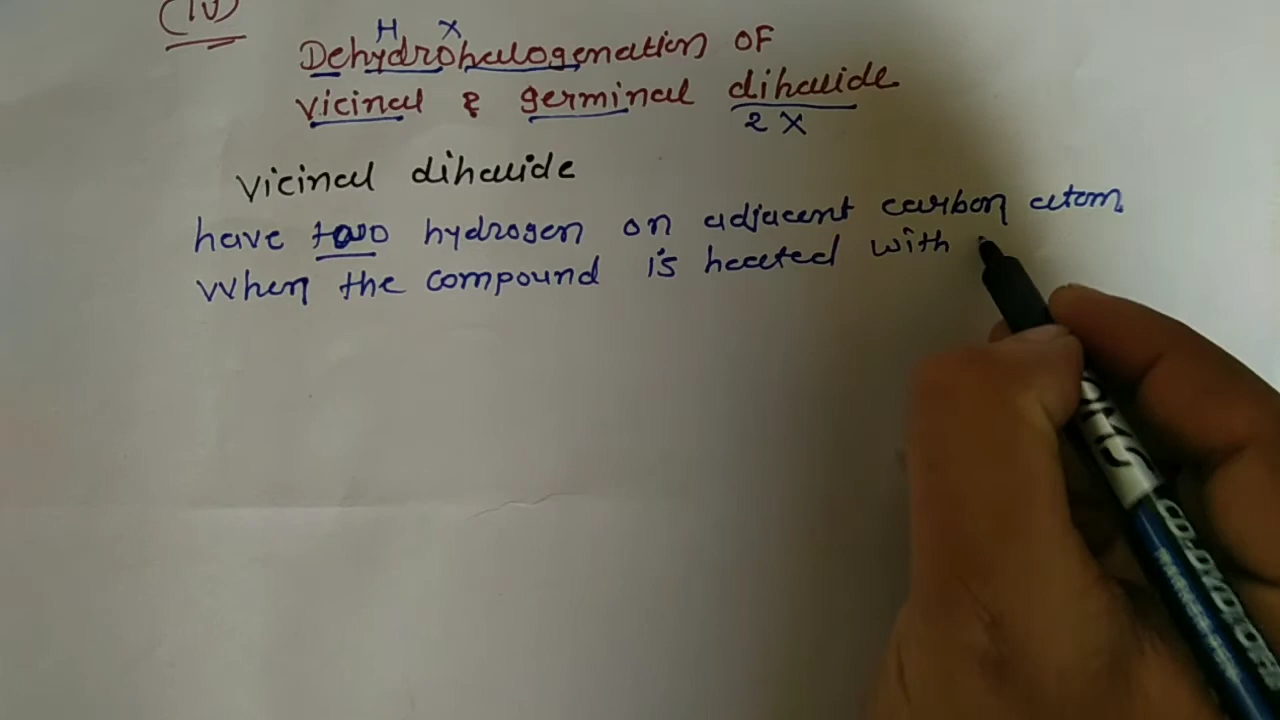 (iv)
H X
Dehydrohalogenation OF
vicinal & germinal dihalide
2 X
vicinal dihalide
have two hydrogen on adjacent carbon atom
When the compound is heated with